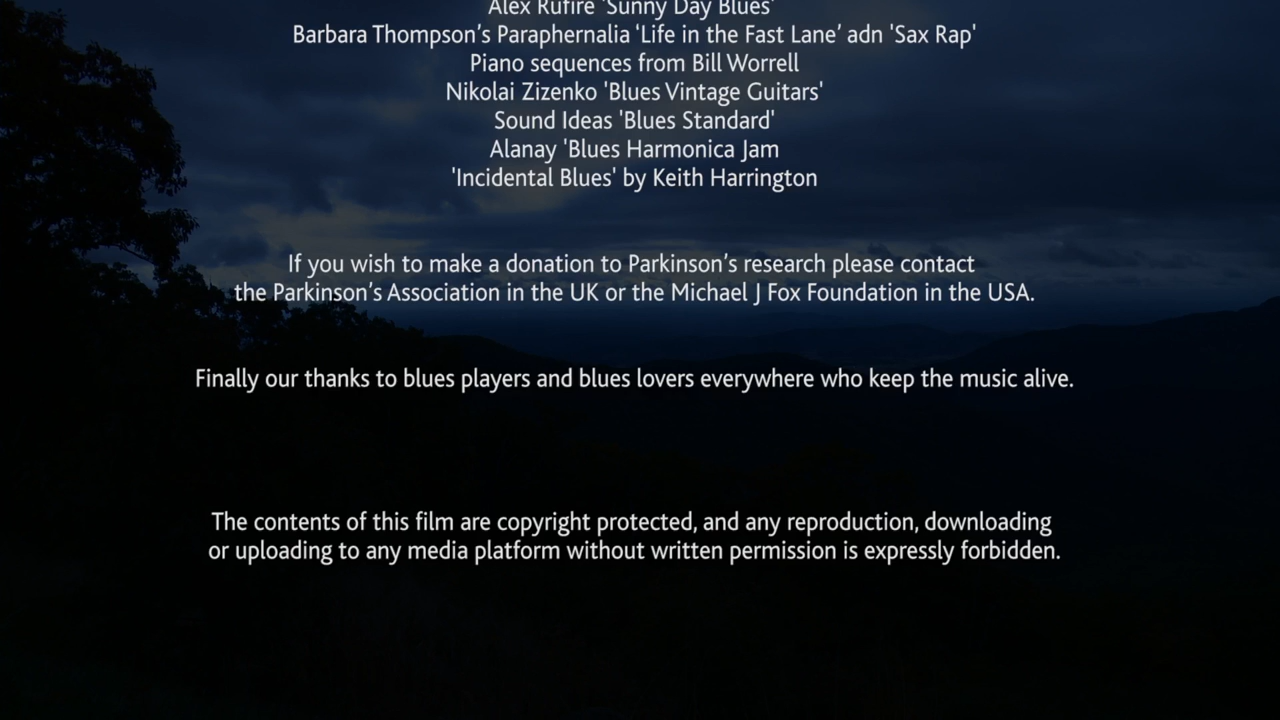 Alex Rufire 'Sunny Day Blues'
Barbara Thompson’s Paraphernalia ‘Life in the Fast Lane’ adn 'Sax Rap'
Piano sequences from Bill Worrell
Nikolai Zizenko 'Blues Vintage Guitars'
Sound Ideas 'Blues Standard'
Alanay 'Blues Harmonica Jam
'Incidental Blues' by Keith Harrington
If you wish to make a donation to Parkinson’s research please contact
the Parkinson’s Association in the UK or the Michael J Fox Foundation in the USA.
Finally our thanks to blues players and blues lovers everywhere who keep the music alive.
The contents of this film are copyright protected, and any reproduction, downloading
or uploading to any media platform without written permission is expressly forbidden.